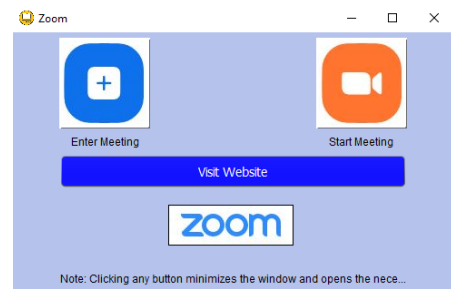 Zoom
Enter Meeting
Start Meeting
Visit Website
zoom
Note: Clicking any button minimizes the window and opens the nece...